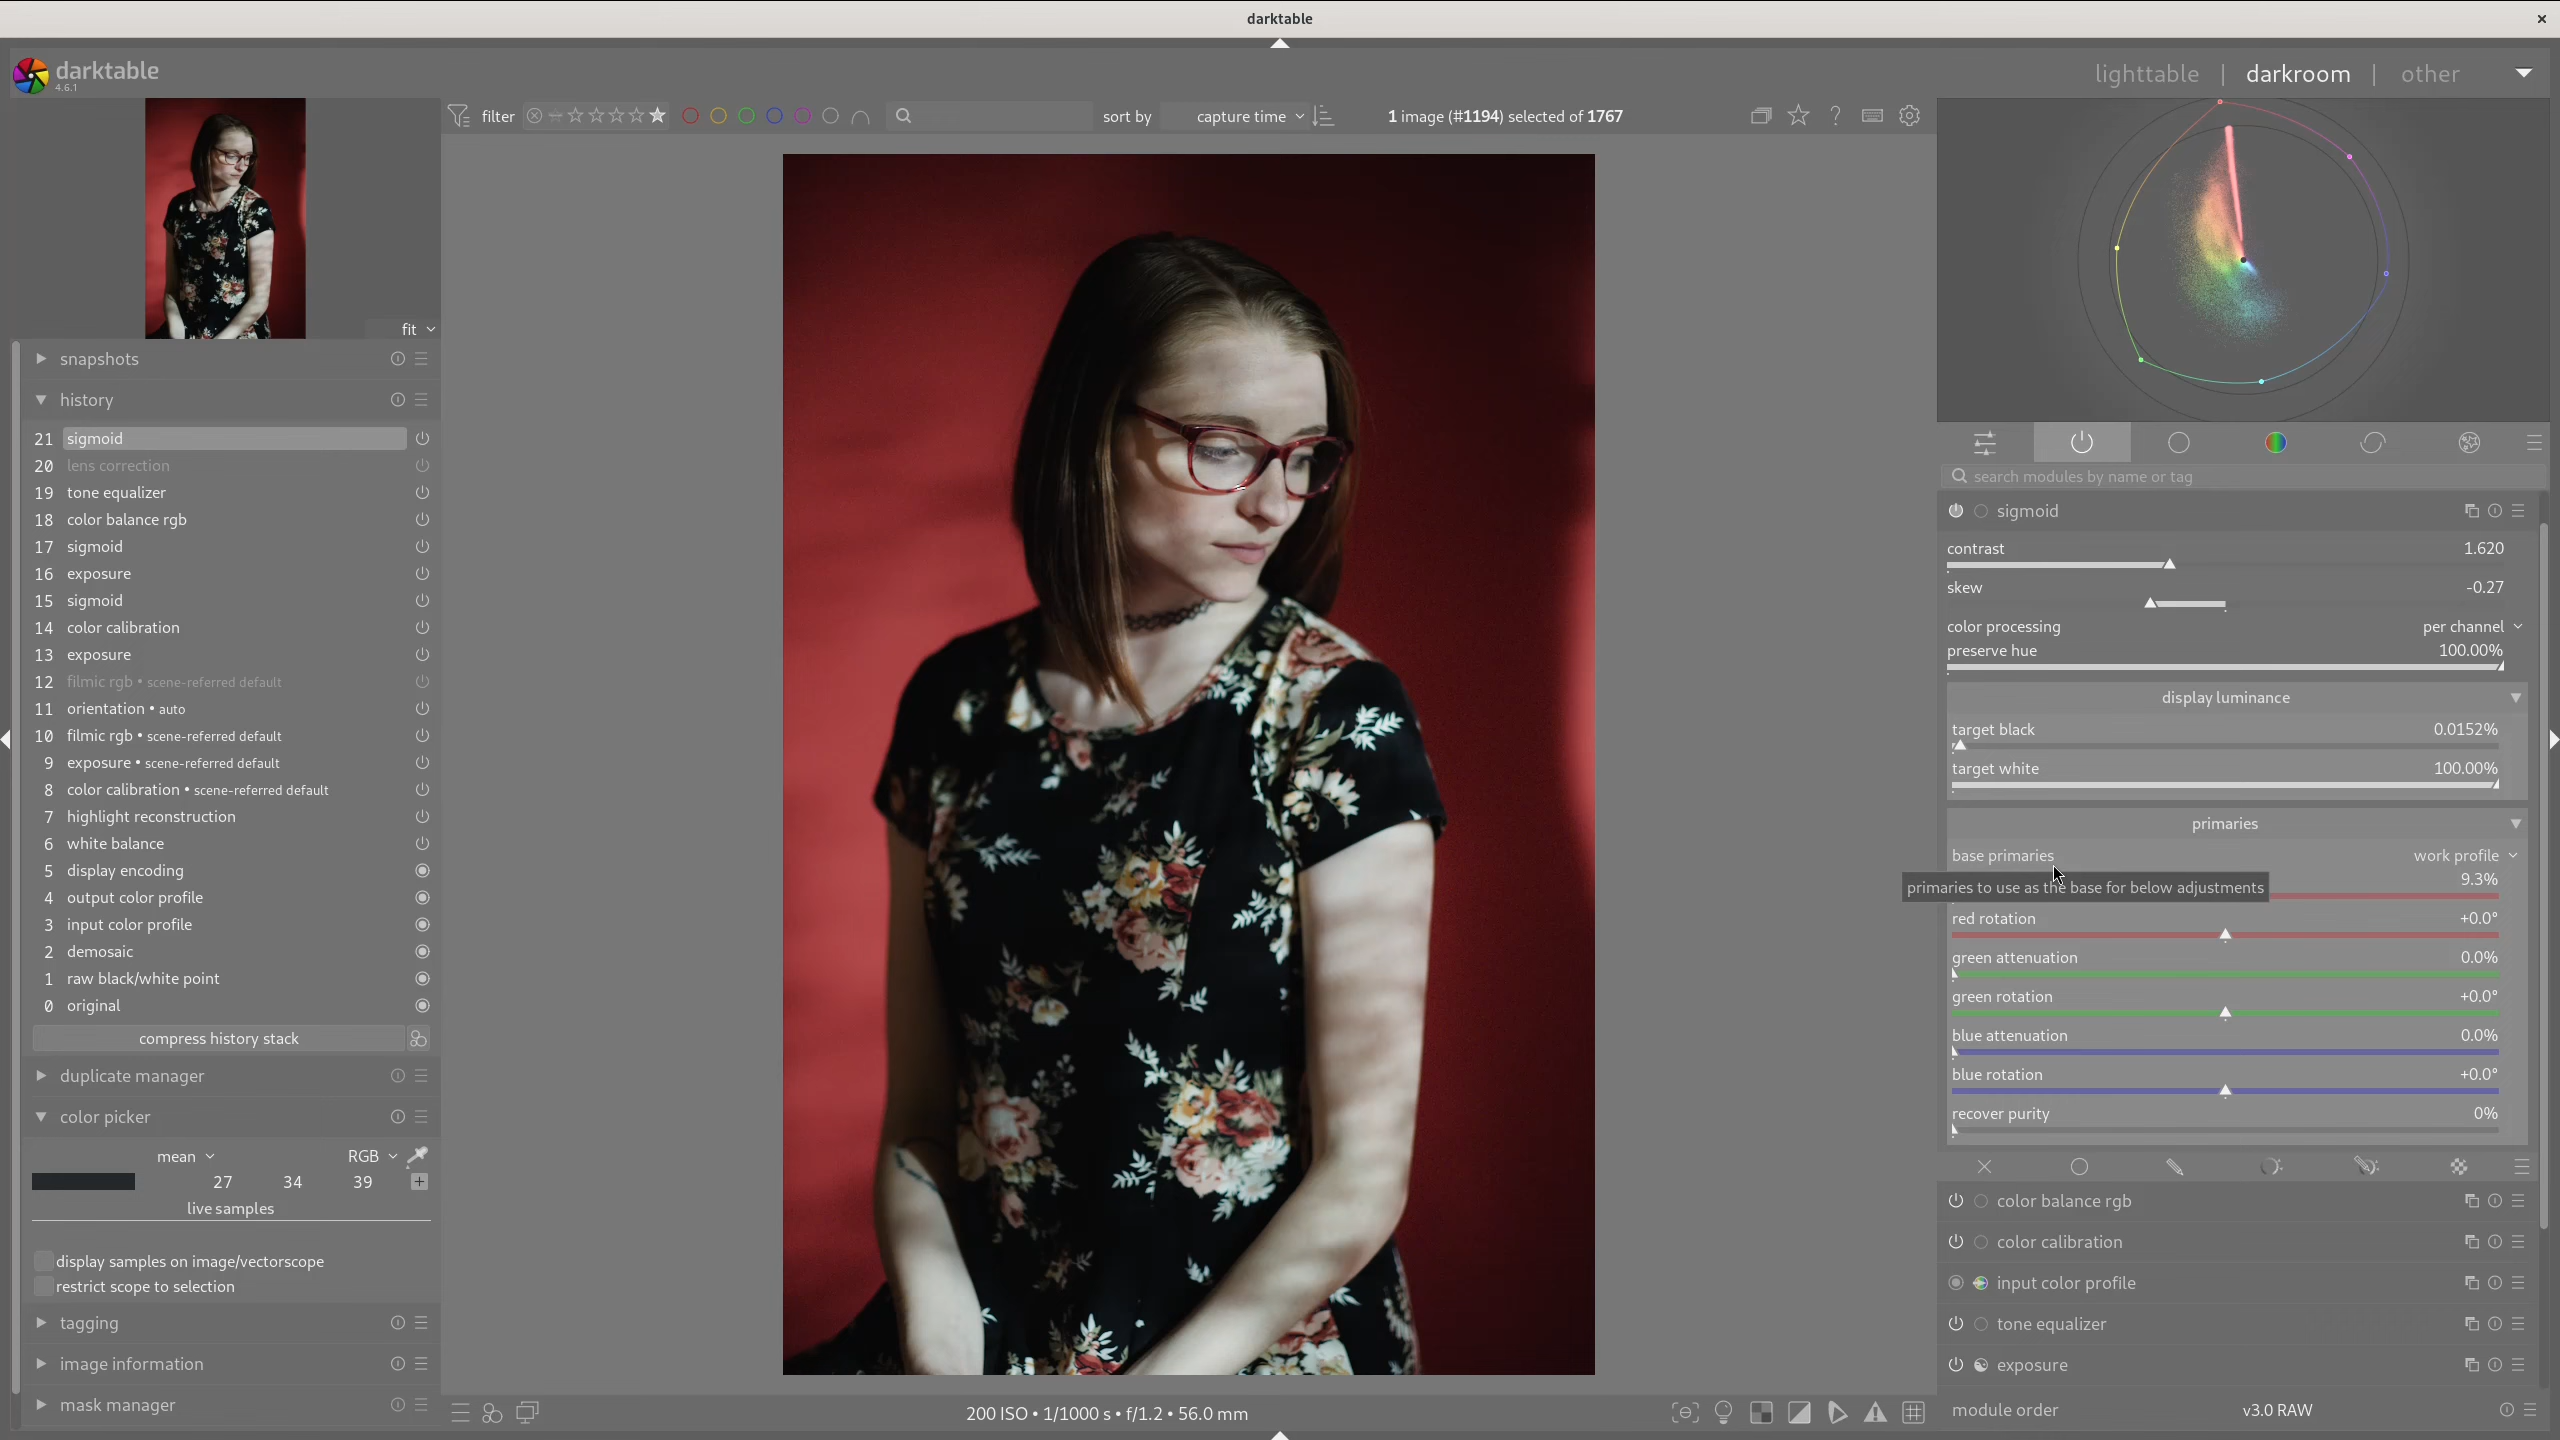 darktable
darktable
4.6.1
lighttable | darkroom | other
filter
sort by capture time
1 image (#1194) selected of 1767
fit
snapshots
history
21 sigmoid
20 lens correction
19 tone equalizer
18 color balance rgb
17 sigmoid
16 exposure
15 sigmoid
14 color calibration
13 exposure
12 filmic rgb • scene-referred default
11 orientation • auto
10 filmic rgb • scene-referred default
9 exposure • scene-referred default
8 color calibration • scene-referred default
7 highlight reconstruction
6 white balance
5 display encoding
4 output color profile
3 input color profile
2 demosaic
1 raw black/white point
0 original
compress history stack
duplicate manager
color picker
mean RGB
27 34 39
live samples
display samples on image/vectorscope
restrict scope to selection
tagging
image information
mask manager
200 ISO • 1/1000 s • f/1.2 • 56.0 mm
search modules by name or tag
sigmoid
contrast 1.620
skew -0.27
color processing per channel
preserve hue 100.00%
display luminance
target black 0.0152%
target white 100.00%
primaries
base primaries work profile
9.3%
primaries to use as the base for below adjustments
red rotation +0.0°
green attenuation 0.0%
green rotation +0.0°
blue attenuation 0.0%
blue rotation +0.0°
recover purity 0%
color balance rgb
color calibration
input color profile
tone equalizer
exposure
module order v3.0 RAW